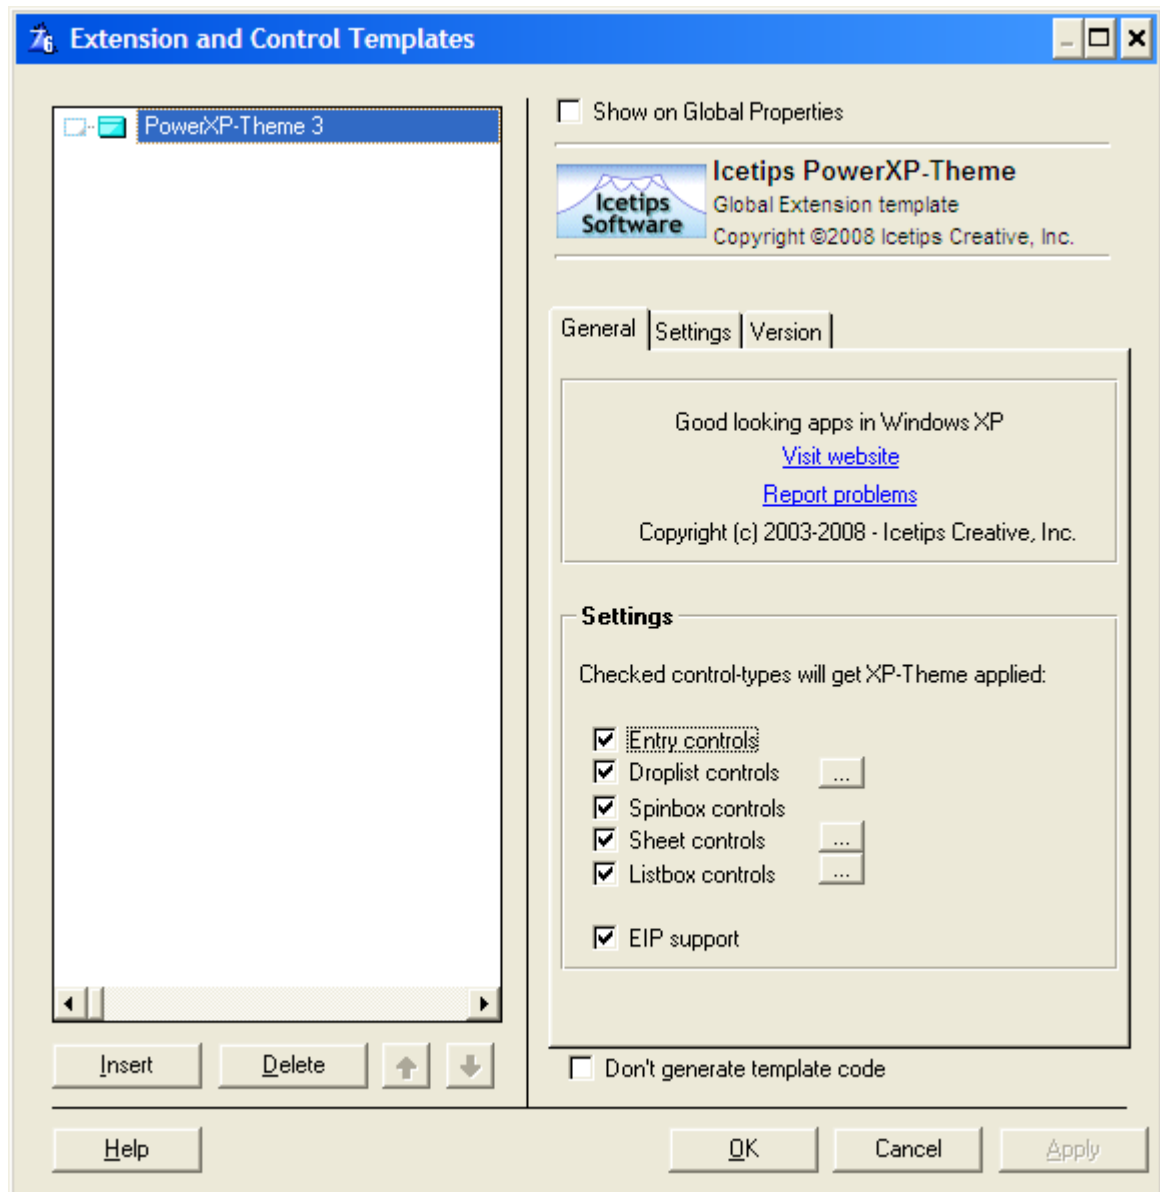 Extension and Control Templates
PowerXP-Theme 3
Show on Global Properties
Icetips
Software
Icetips PowerXP-Theme
Global Extension template
Copyright ©2008 Icetips Creative, Inc.
General Settings Version
Good looking apps in Windows XP
Visit website
Report problems
Copyright (c) 2003-2008 - Icetips Creative, Inc.
Settings
Checked control-types will get XP-Theme applied:
Entry controls
Droplist controls ...
Spinbox controls
Sheet controls ...
Listbox controls ...
EIP support
Insert Delete
Don't generate template code
Help OK Cancel Apply